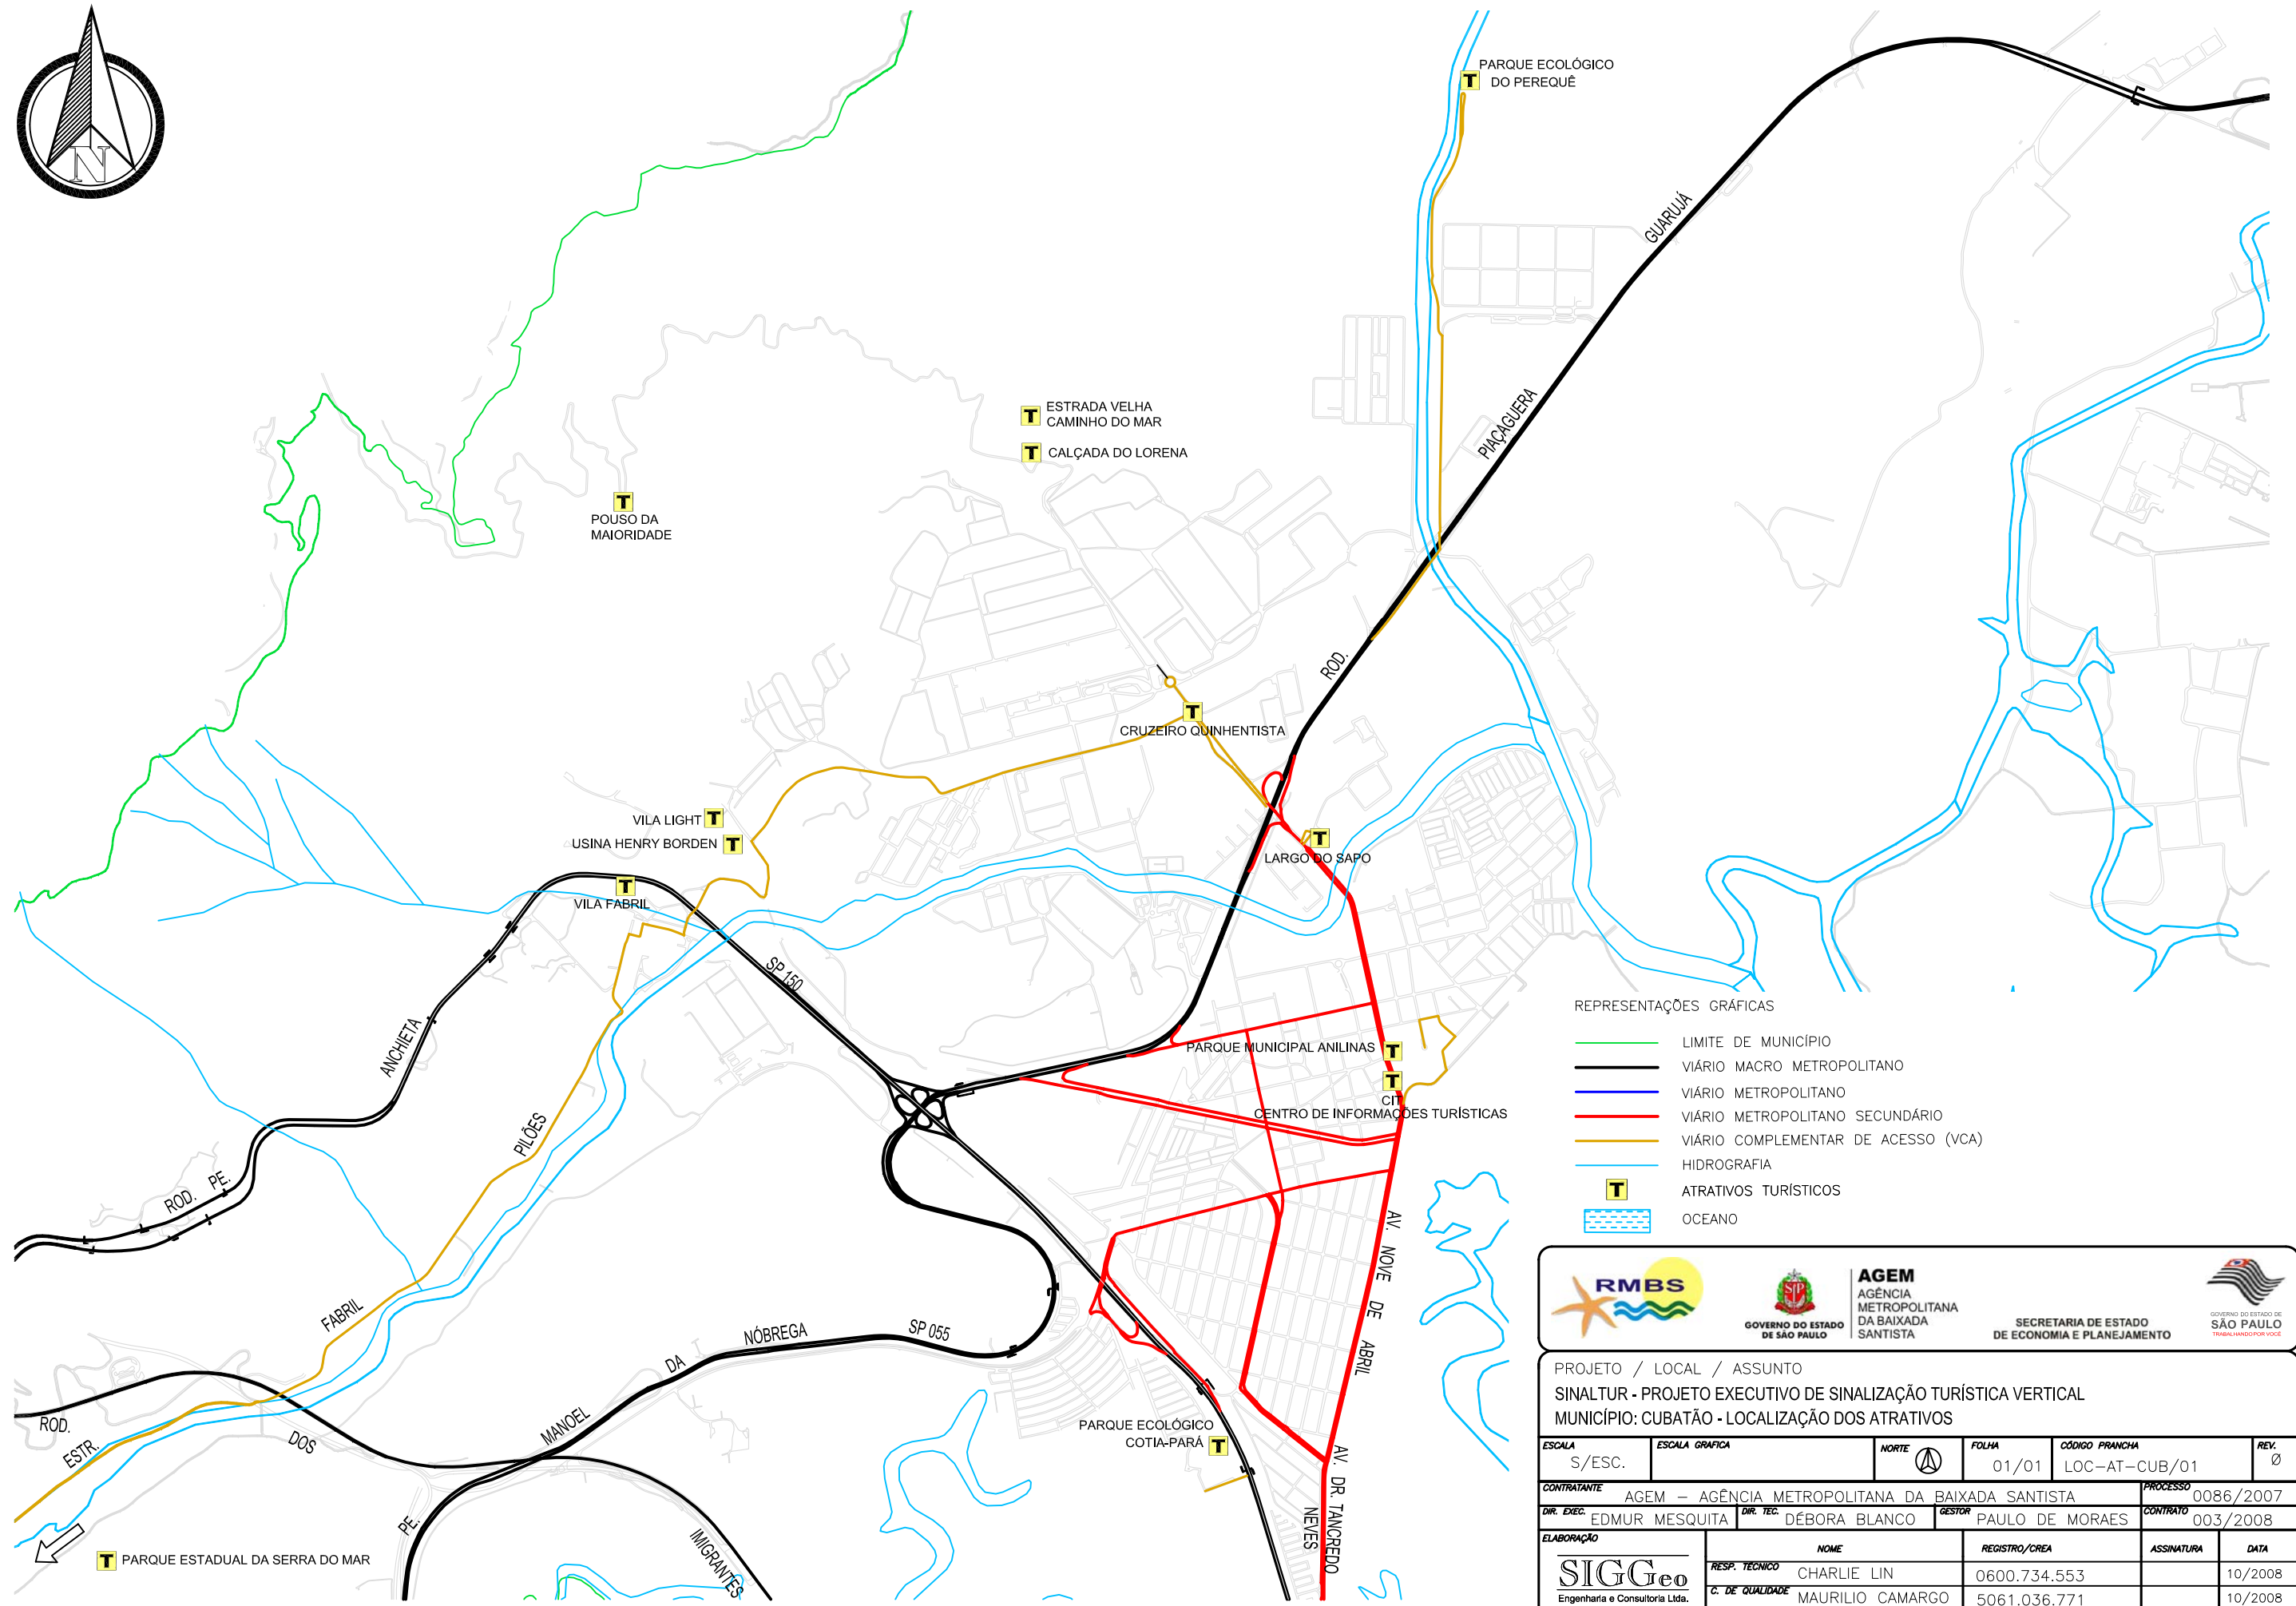 N
PARQUE ECOLÓGICO
DO PEREQUÊ
GUARUJÁ
PIAÇAGUERA
ROD.
T ESTRADA VELHA
CAMINHO DO MAR
T CALÇADA DO LORENA
T
POUSO DA
MAIORIDADE
T
CRUZEIRO QUINHENTISTA
VILA LIGHT T
USINA HENRY BORDEN T
T
LARGO DO SAPO
T
VILA FABRIL
SP 150
ANCHIETA
ROD. PE.
PILÕES
FABRIL
ESTR.
PARQUE MUNICIPAL ANILINAS T
T
CIT
CENTRO DE INFORMAÇÕES TURÍSTICAS
AV. NOVE DE ABRIL
AV. DR. TANCREDO
NEVES
NÓBREGA
SP 055
DA
MANOEL
PE.
ROD.
DOS
IMIGRANTES
PARQUE ECOLÓGICO
COTIA-PARÁ T
T PARQUE ESTADUAL DA SERRA DO MAR
REPRESENTAÇÕES GRÁFICAS
LIMITE DE MUNICÍPIO
VIÁRIO MACRO METROPOLITANO
VIÁRIO METROPOLITANO
VIÁRIO METROPOLITANO SECUNDÁRIO
VIÁRIO COMPLEMENTAR DE ACESSO (VCA)
HIDROGRAFIA
T ATRATIVOS TURÍSTICOS
OCEANO
RMBS
GOVERNO DO ESTADO
DE SÃO PAULO
AGEM
AGÊNCIA
METROPOLITANA
DA BAIXADA
SANTISTA
SECRETARIA DE ESTADO
DE ECONOMIA E PLANEJAMENTO
GOVERNO DO ESTADO DE
SÃO PAULO
TRABALHANDO POR VOCÊ
PROJETO / LOCAL / ASSUNTO
SINALTUR - PROJETO EXECUTIVO DE SINALIZAÇÃO TURÍSTICA VERTICAL
MUNICÍPIO: CUBATÃO - LOCALIZAÇÃO DOS ATRATIVOS
ESCALA
S/ESC.
ESCALA GRAFICA
NORTE
FOLHA
01/01
CÓDIGO PRANCHA
LOC-AT-CUB/01
REV.
Ø
CONTRATANTE AGEM - AGÊNCIA METROPOLITANA DA BAIXADA SANTISTA
PROCESSO 0086/2007
DIR. EXEC. EDMUR MESQUITA
DIR. TEC. DÉBORA BLANCO
GESTOR PAULO DE MORAES
CONTRATO 003/2008
ELABORAÇÃO
SIGGeo
Engenharia e Consultoria Ltda.
NOME REGISTRO/CREA ASSINATURA DATA
RESP. TÉCNICO CHARLIE LIN 0600.734.553 10/2008
C. DE QUALIDADE MAURILIO CAMARGO 5061.036.771 10/2008